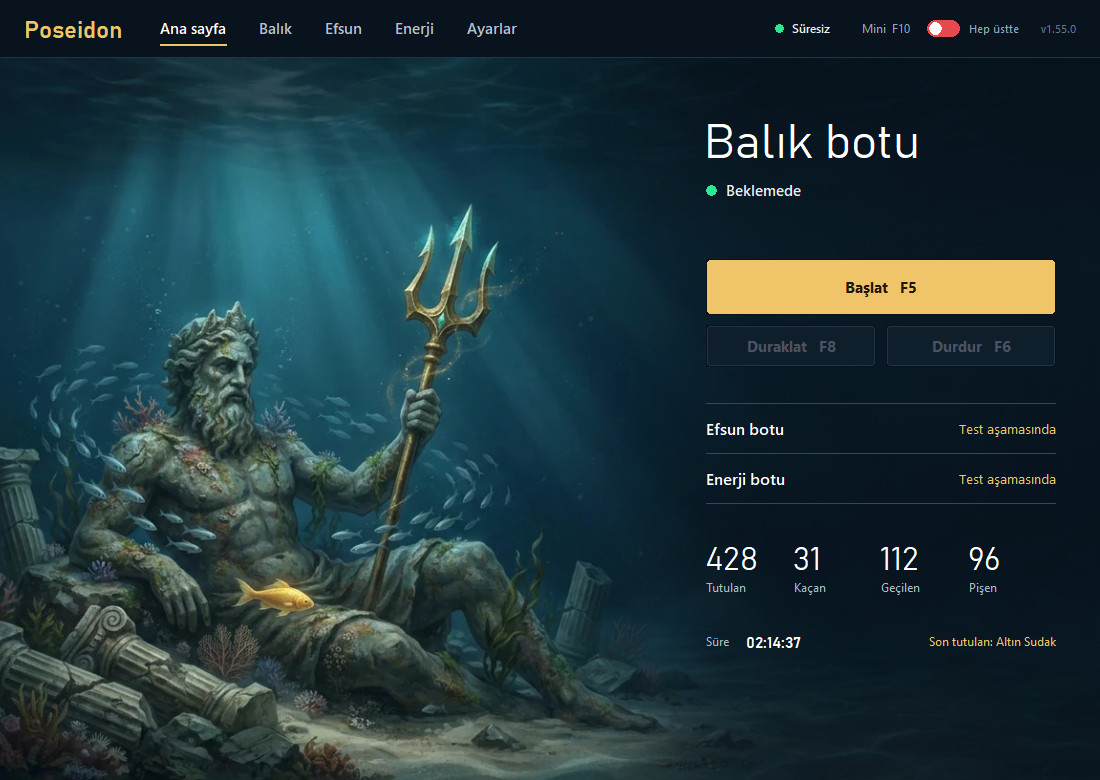 Poseidon Ana sayfa Balık Efsun Enerji Ayarlar Süresiz Mini F10 Hep üstte v1.55.0
Balık botu
Beklemede
Başlat F5
Duraklat F8 Durdur F6
Efsun botu Test aşamasında
Enerji botu Test aşamasında
428 31 112 96
Tutulan Kaçan Geçilen Pişen
Süre 02:14:37 Son tutulan: Altın Sudak